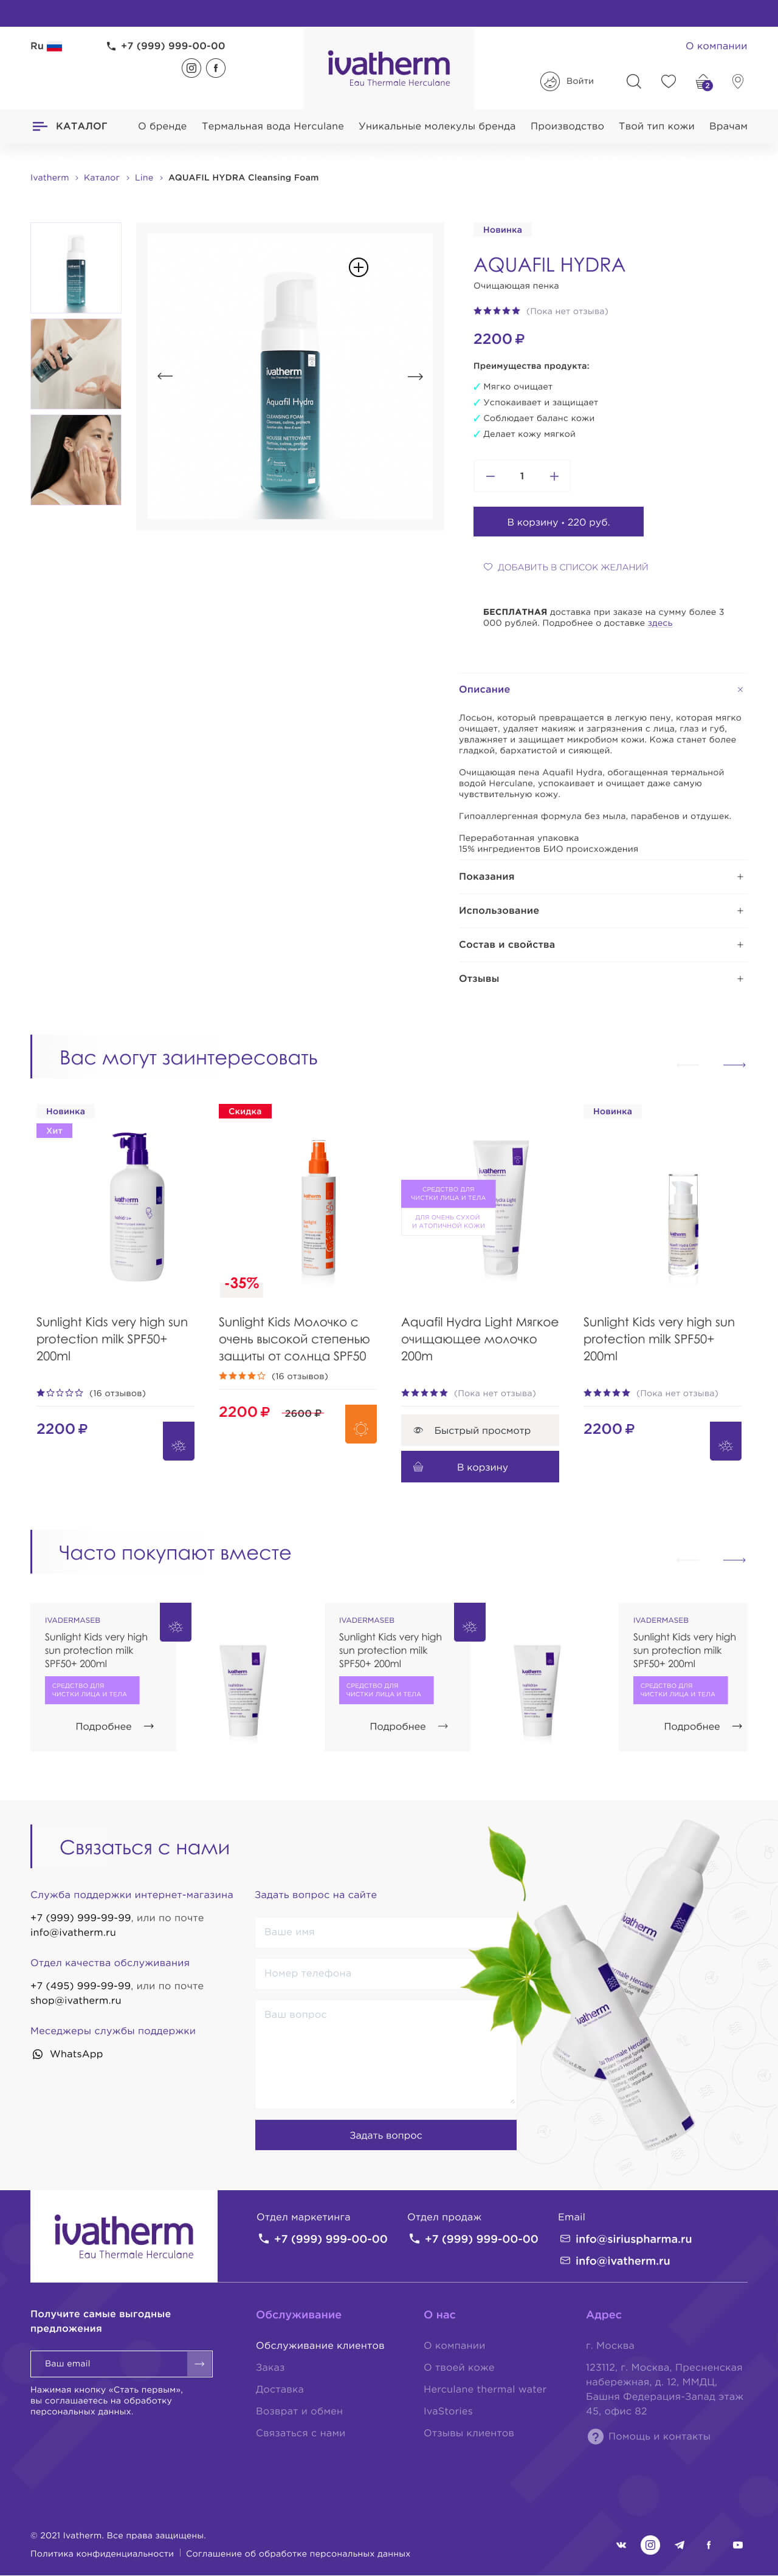 Ru
+7 (999) 999-00-00
ivatherm
Eau Thermale Herculane
О компании
Войти
2
КАТАЛОГ
О бренде
Термальная вода Herculane
Уникальные молекулы бренда
Производство
Твой тип кожи
Врачам
Ivatherm > Каталог > Line > AQUAFIL HYDRA Cleansing Foam
ivatherm
Aquafil Hydra
CLEANSING FOAM
MOUSSE NETTOYANTE
Новинка
AQUAFIL HYDRA
Очищающая пенка
(Пока нет отзыва)
2200 ₽
Преимущества продукта:
Мягко очищает
Успокаивает и защищает
Соблюдает баланс кожи
Делает кожу мягкой
1
В корзину • 220 руб.
ДОБАВИТЬ В СПИСОК ЖЕЛАНИЙ
БЕСПЛАТНАЯ доставка при заказе на сумму более 3
000 рублей. Подробнее о доставке здесь
Описание
Лосьон, который превращается в легкую пену, которая мягко
очищает, удаляет макияж и загрязнения с лица, глаз и губ,
увлажняет и защищает микробиом кожи. Кожа станет более
гладкой, бархатистой и сияющей.
Очищающая пена Aquafil Hydra, обогащенная термальной
водой Herculane, успокаивает и очищает даже самую
чувствительную кожу.
Гипоаллергенная формула без мыла, парабенов и отдушек.
Переработанная упаковка
15% ингредиентов БИО происхождения
Показания
Использование
Состав и свойства
Отзывы
Вас могут заинтересовать
Новинка
Хит
ivatherm
Sunlight Kids very high sun
protection milk SPF50+
200ml
(16 отзывов)
2200 ₽
Скидка
-35%
Sunlight Kids Молочко с
очень высокой степенью
защиты от солнца SPF50
(16 отзывов)
2200 ₽
2600 ₽
СРЕДСТВО ДЛЯ
ЧИСТКИ ЛИЦА И ТЕЛА
ДЛЯ ОЧЕНЬ СУХОЙ
И АТОПИЧНОЙ КОЖИ
ivatherm
Aquafil Hydra Light Мягкое
очищающее молочко
200m
(Пока нет отзыва)
Быстрый просмотр
В корзину
Новинка
Sunlight Kids very high sun
protection milk SPF50+
200ml
(Пока нет отзыва)
2200 ₽
Часто покупают вместе
IVADERMASEB
Sunlight Kids very high
sun protection milk
SPF50+ 200ml
СРЕДСТВО ДЛЯ
ЧИСТКИ ЛИЦА И ТЕЛА
Подробнее
ivatherm
IVADERMASEB
Sunlight Kids very high
sun protection milk
SPF50+ 200ml
СРЕДСТВО ДЛЯ
ЧИСТКИ ЛИЦА И ТЕЛА
Подробнее
ivatherm
IVADERMASEB
Sunlight Kids very high
sun protection milk
SPF50+ 200ml
СРЕДСТВО ДЛЯ
ЧИСТКИ ЛИЦА И ТЕЛА
Подробнее
Связаться с нами
Служба поддержки интернет-магазина
+7 (999) 999-99-99, или по почте
info@ivatherm.ru
Отдел качества обслуживания
+7 (495) 999-99-99, или по почте
shop@ivatherm.ru
Меседжеры службы поддержки
WhatsApp
Задать вопрос на сайте
Ваше имя
Номер телефона
Ваш вопрос
Задать вопрос
ivatherm
ivatherm
ivatherm
Eau Thermale Herculane
Отдел маркетинга
+7 (999) 999-00-00
Отдел продаж
+7 (999) 999-00-00
Email
info@siriuspharma.ru
info@ivatherm.ru
Получите самые выгодные
предложения
Ваш email
Нажимая кнопку «Стать первым»,
вы соглашаетесь на обработку
персональных данных.
Обслуживание
Обслуживание клиентов
Заказ
Доставка
Возврат и обмен
Связаться с нами
О нас
О компании
О твоей коже
Herculane thermal water
IvaStories
Отзывы клиентов
Адрес
г. Москва
123112, г. Москва, Пресненская
набережная, д. 12, ММДЦ,
Башня Федерация-Запад этаж
45, офис 82
Помощь и контакты
© 2021 Ivatherm. Все права защищены.
Политика конфиденциальности | Соглашение об обработке персональных данных